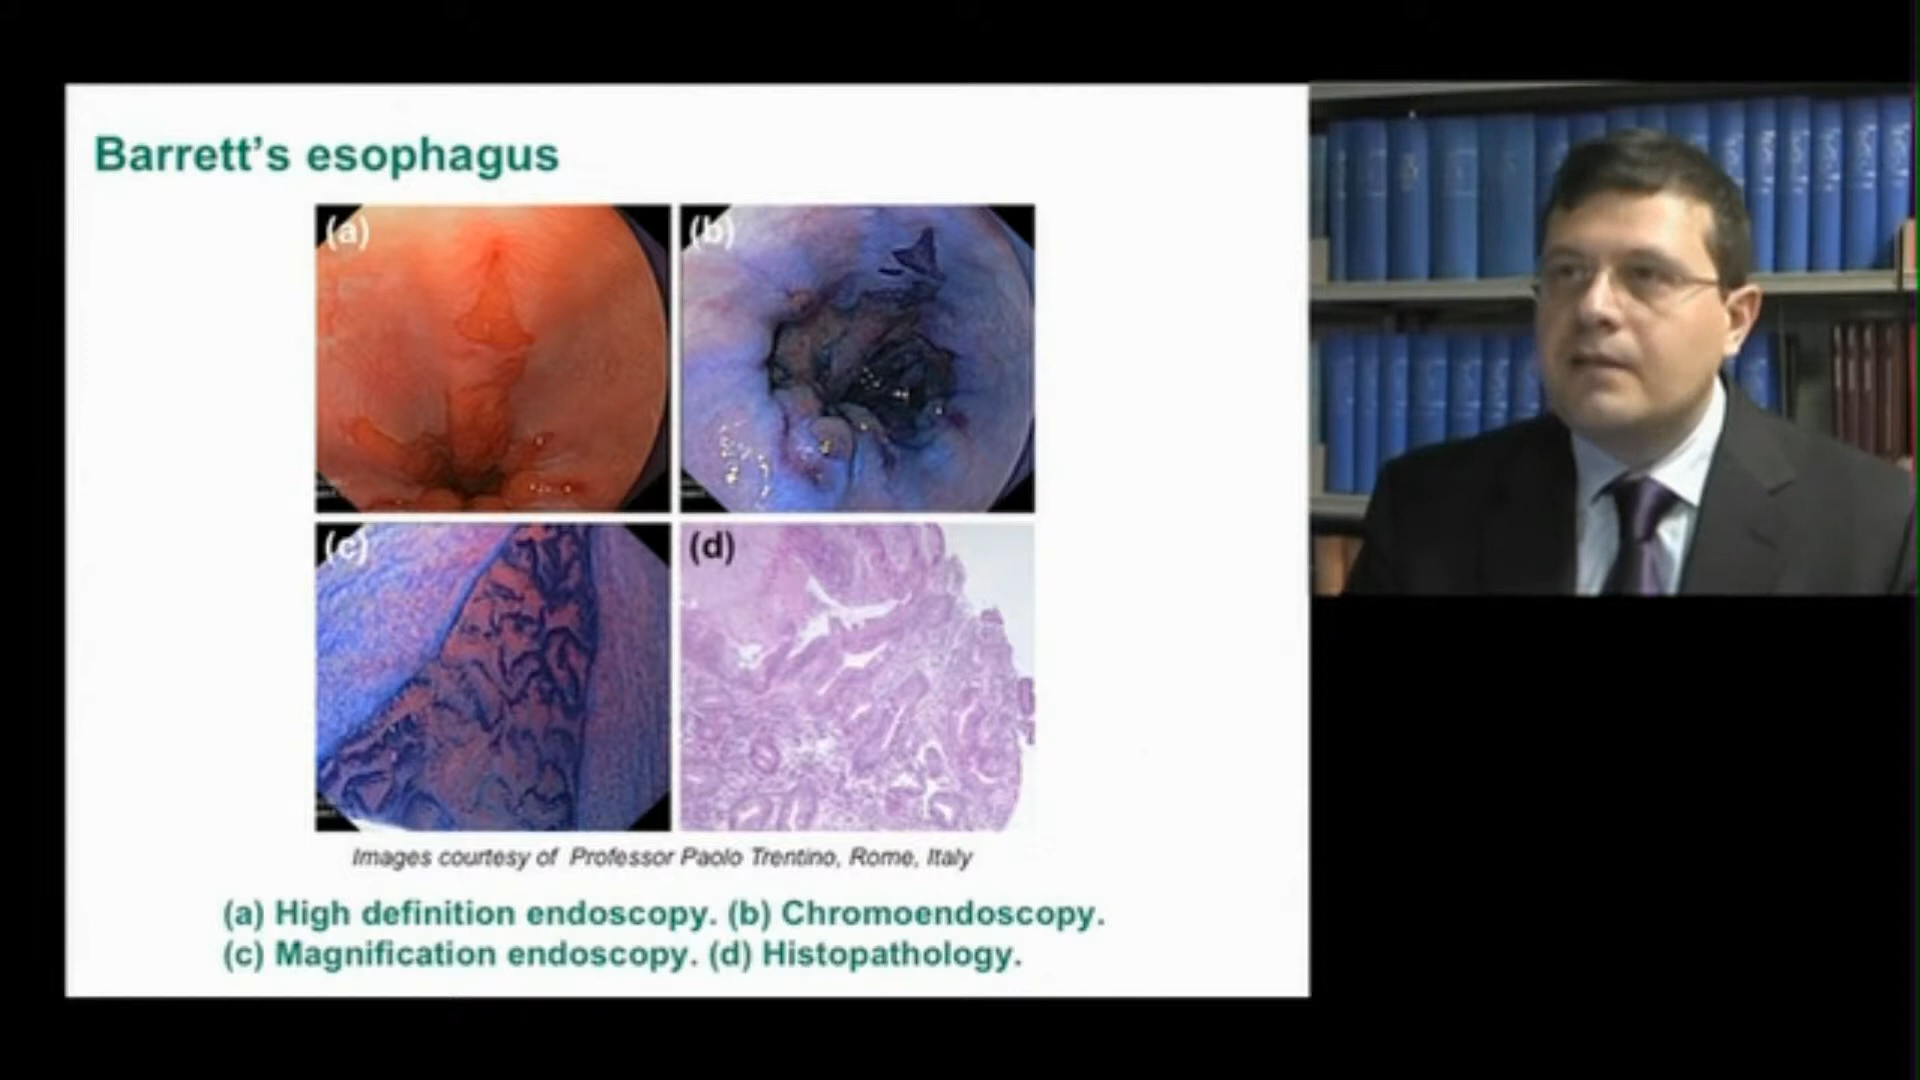 Barrett's esophagus
(a)
(b)
(c)
(d)
Images courtesy of Professor Paolo Trentino, Rome, Italy
(a) High definition endoscopy. (b) Chromoendoscopy.
(c) Magnification endoscopy. (d) Histopathology.